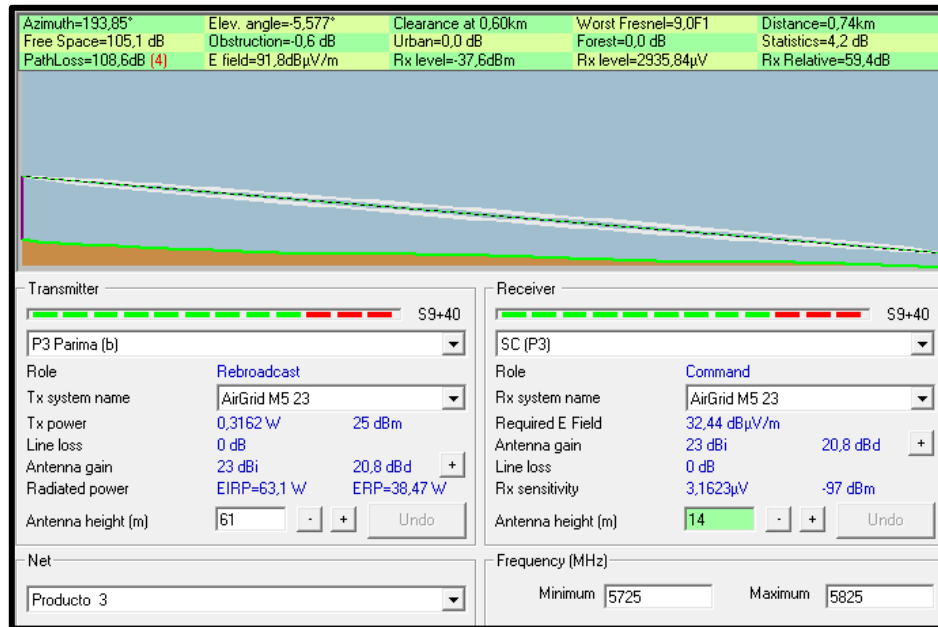 Azimuth=193,85° Elev. angle=-5,577° Clearance at 0,60km Worst Fresnel=9,0F1 Distance=0,74km
Free Space=105,1 dB Obstruction=-0,6 dB Urban=0,0 dB Forest=0,0 dB Statistics=4,2 dB
PathLoss=108,6dB (4) E field=91,8dBµV/m Rx level=-37,6dBm Rx level=2935,84µV Rx Relative=59,4dB
Transmitter
S9+40
P3 Parima (b)
Role Rebroadcast
Tx system name AirGrid M5 23
Tx power 0,3162 W 25 dBm
Line loss 0 dB
Antenna gain 23 dBi 20,8 dBd +
Radiated power EIRP=63,1 W ERP=38,47 W
Antenna height (m) 61 - + Undo
Receiver
S9+40
SC (P3)
Role Command
Rx system name AirGrid M5 23
Required E Field 32,44 dBµV/m
Antenna gain 23 dBi 20,8 dBd +
Line loss 0 dB
Rx sensitivity 3,1623µV -97 dBm
Antenna height (m) 14 - + Undo
Net
Producto 3
Frequency (MHz)
Minimum 5725 Maximum 5825